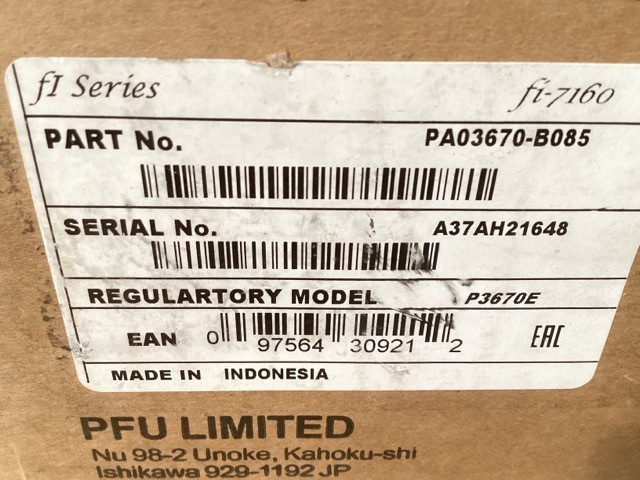 fI Series fi-7160
PART No. PA03670-B085
SERIAL No. A37AH21648
REGULARTORY MODEL P3670E
EAN 0 97564 30921 2 EAC
MADE IN INDONESIA
PFU LIMITED
Nu 98-2 Unoke, Kahoku-shi
Ishikawa 929-1192 JP